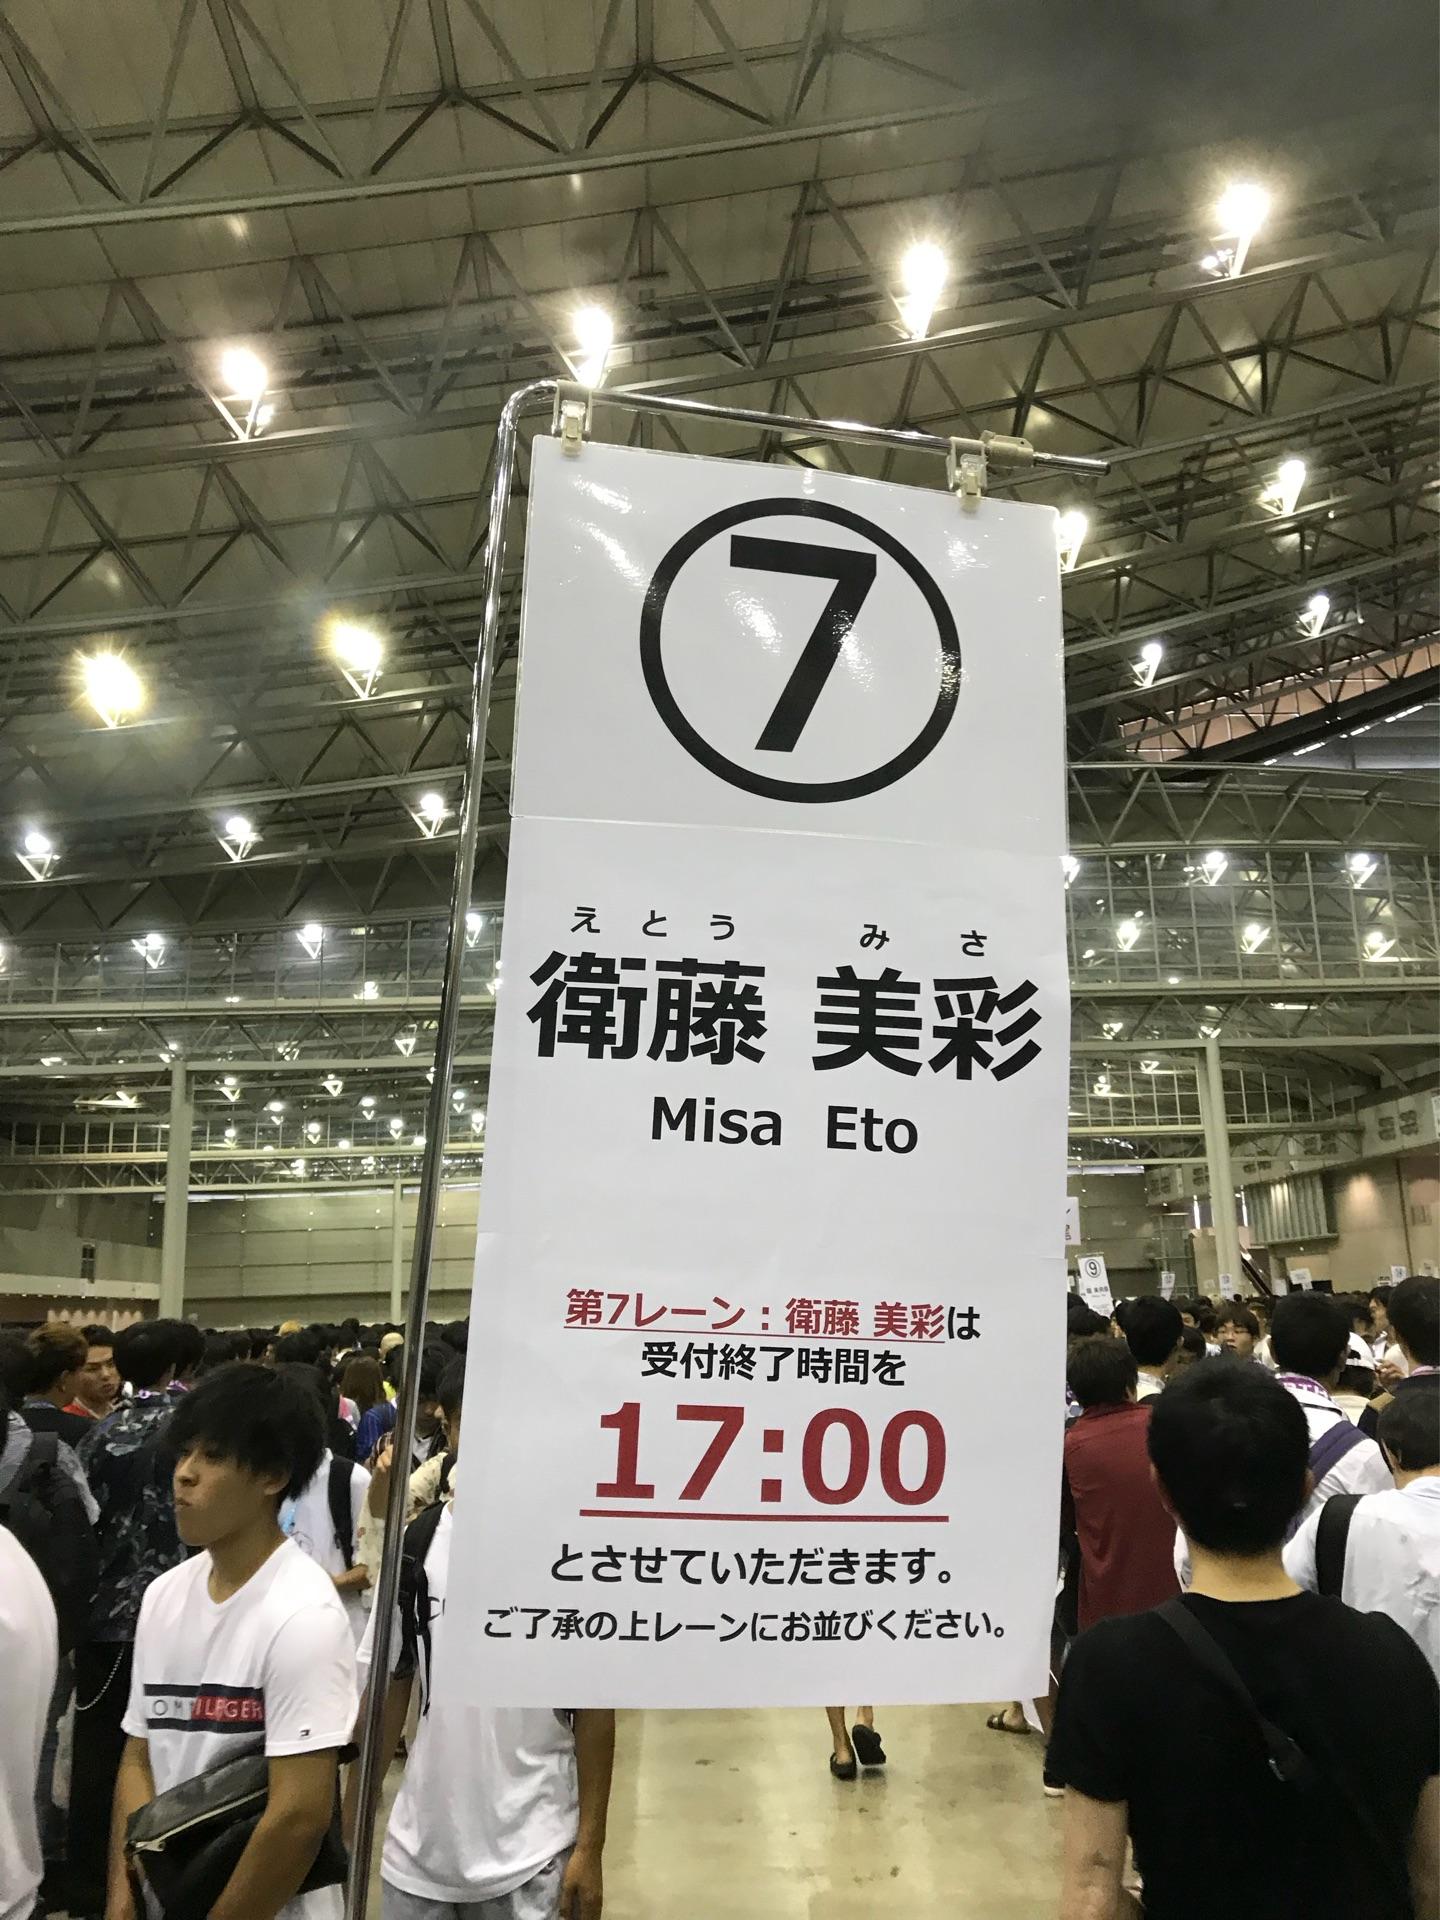 ⑦
えとう みさ
衛藤 美彩
Misa Eto
第7レーン：衛藤 美彩は
受付終了時間を
17:00
とさせていただきます。
ご了承の上レーンにお並びください。
⑨